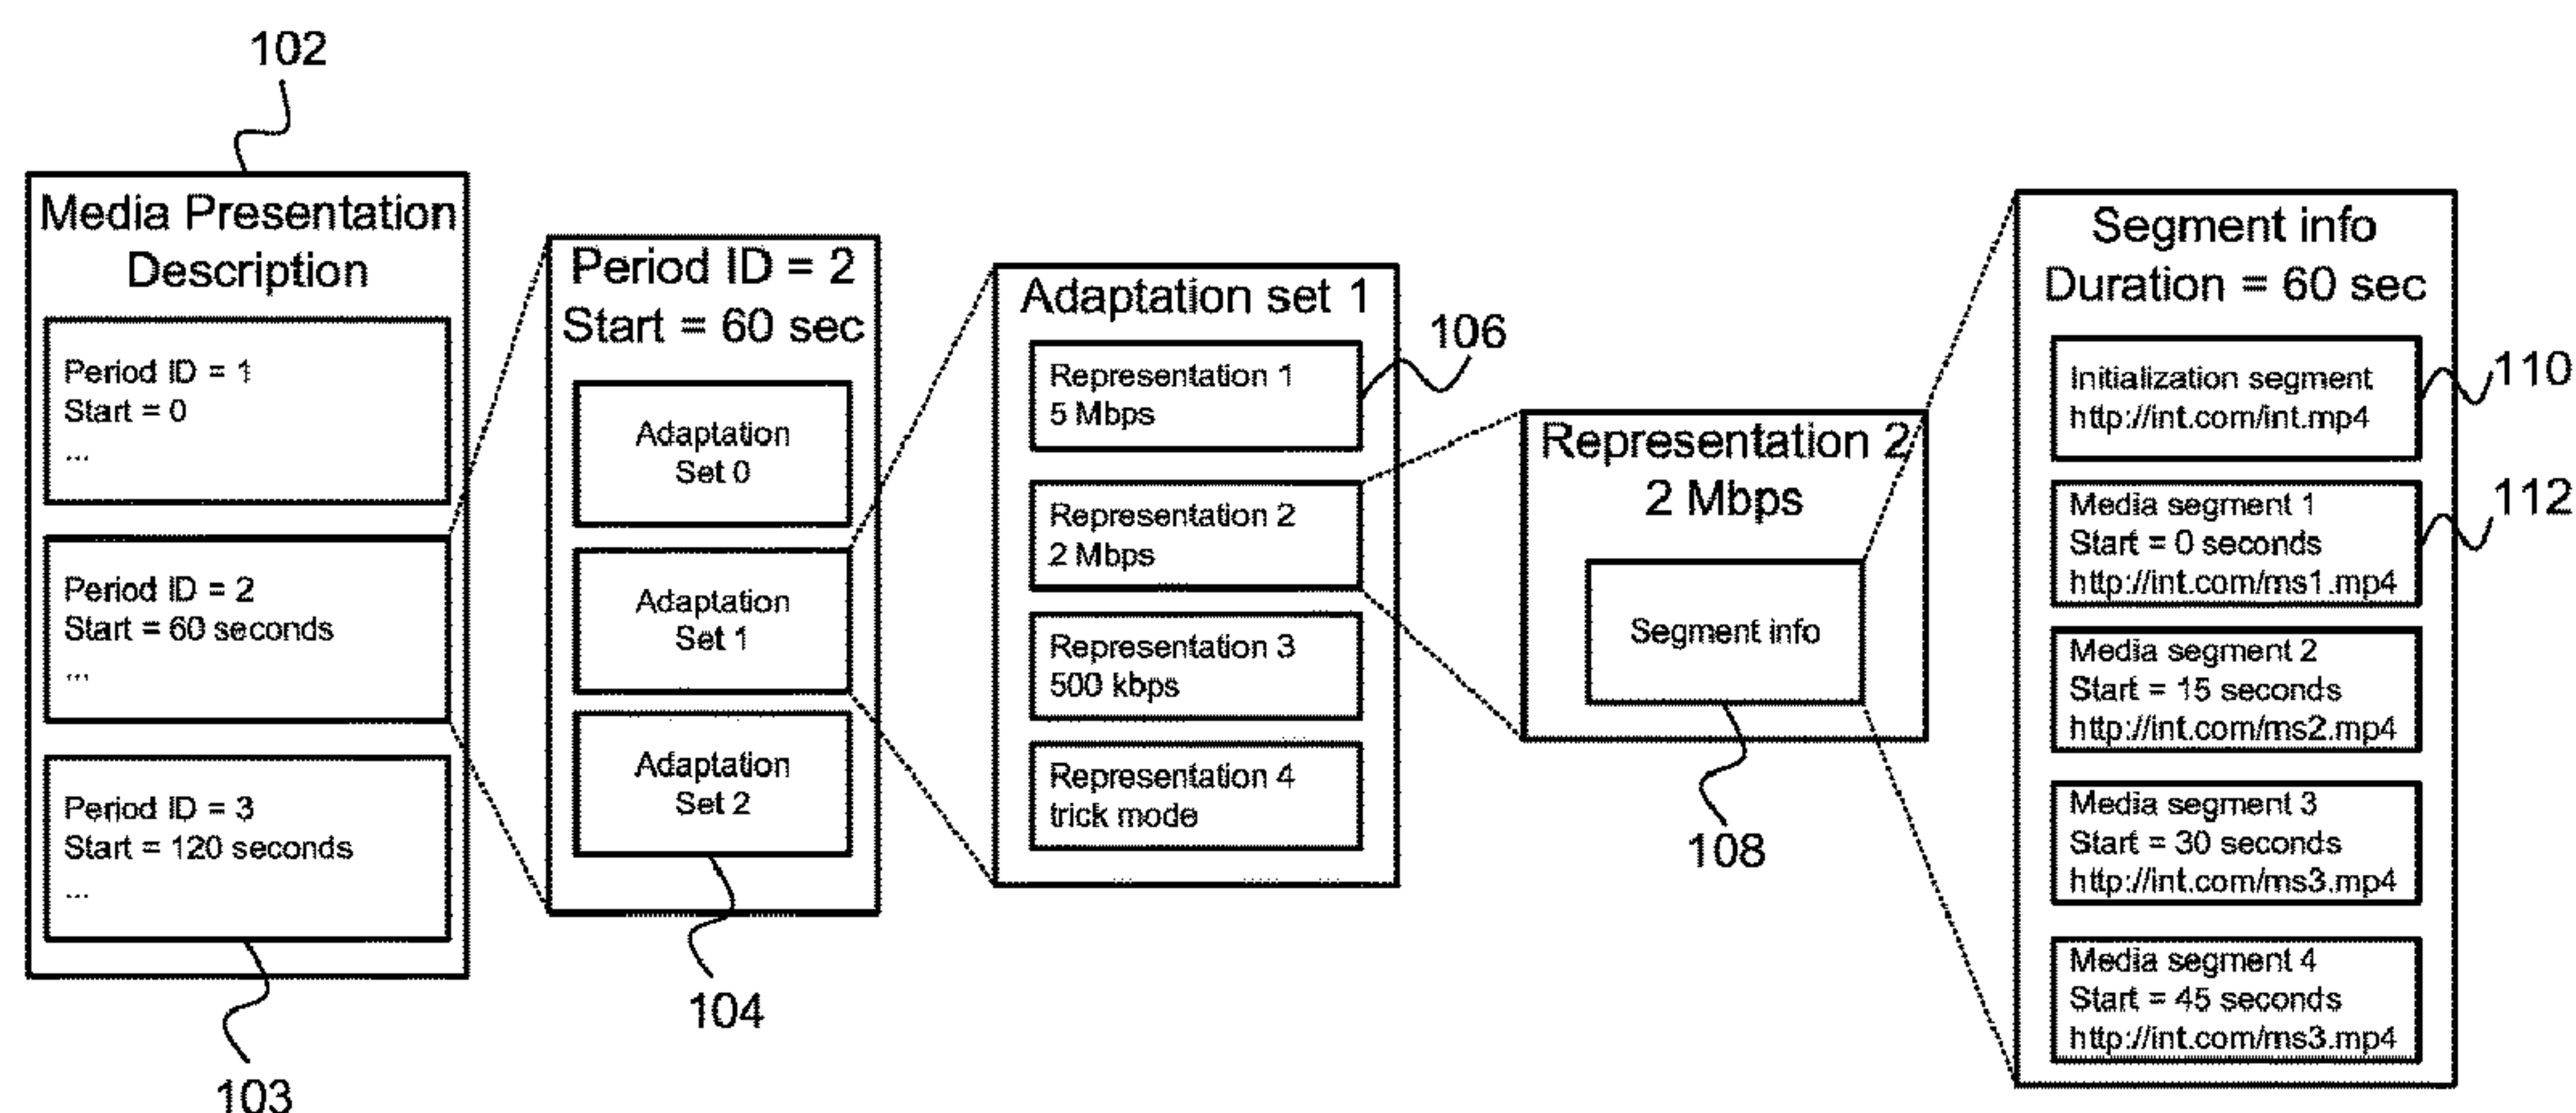 102
Media Presentation
Description
Period ID = 1
Start = 0
...
Period ID = 2
Start = 60 seconds
...
Period ID = 3
Start = 120 seconds
...
103
Period ID = 2
Start = 60 sec
Adaptation
Set 0
Adaptation
Set 1
Adaptation
Set 2
104
Adaptation set 1
Representation 1
5 Mbps
106
Representation 2
2 Mbps
Representation 3
500 kbps
Representation 4
trick mode
Representation 2
2 Mbps
Segment info
108
Segment info
Duration = 60 sec
Initialization segment
http://int.com/int.mp4
110
Media segment 1
Start = 0 seconds
http://int.com/ms1.mp4
112
Media segment 2
Start = 15 seconds
http://int.com/ms2.mp4
Media segment 3
Start = 30 seconds
http://int.com/ms3.mp4
Media segment 4
Start = 45 seconds
http://int.com/ms3.mp4